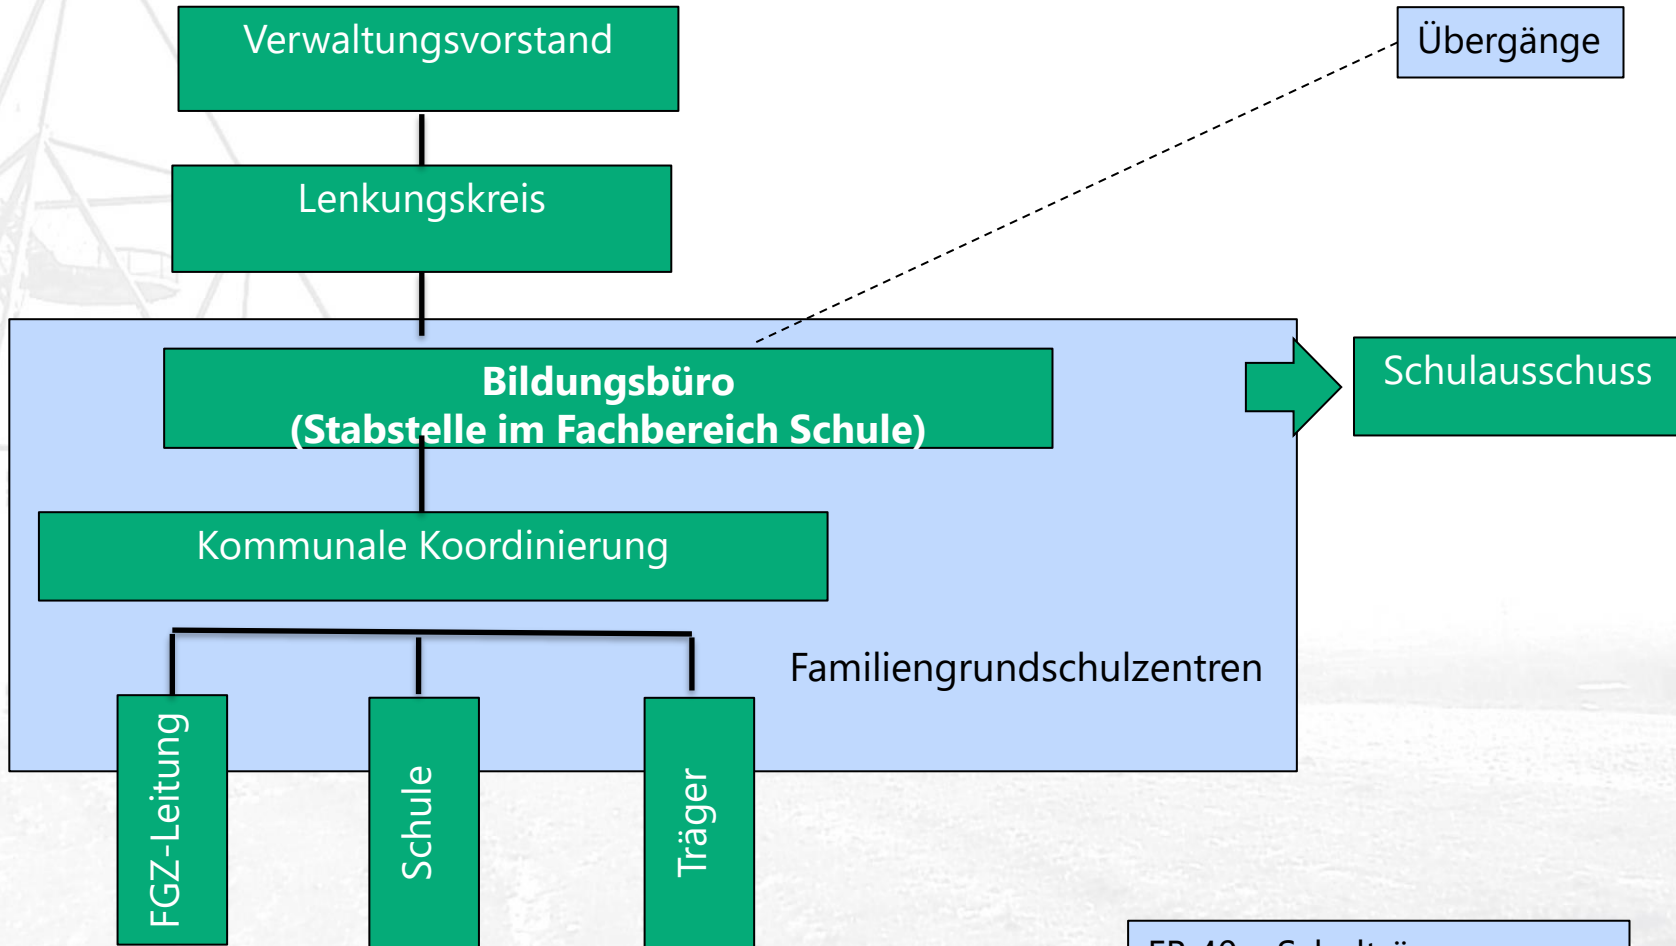 Verwaltungsvorstand
Übergänge
Lenkungskreis
Bildungsbüro
(Stabstelle im Fachbereich Schule)
Schulausschuss
Kommunale Koordinierung
Familiengrundschulzentren
FGZ-Leitung
Schule
Träger